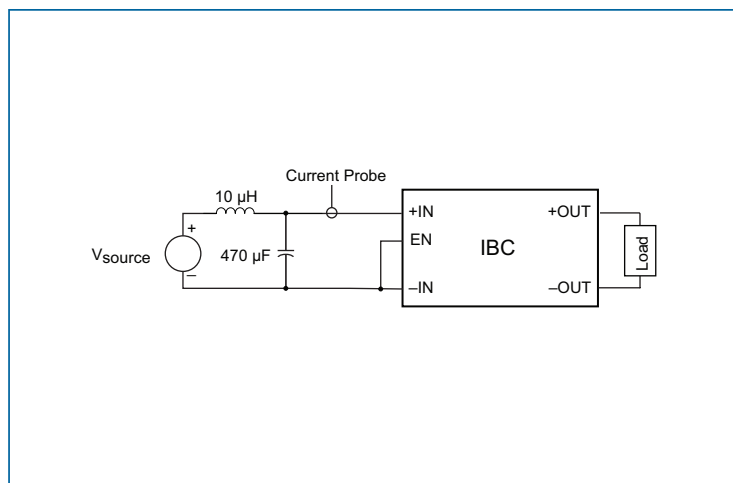 Current Probe
10 µH
+IN
+OUT
+
EN
Vsource
470 µF
IBC
Load
–
–IN
–OUT